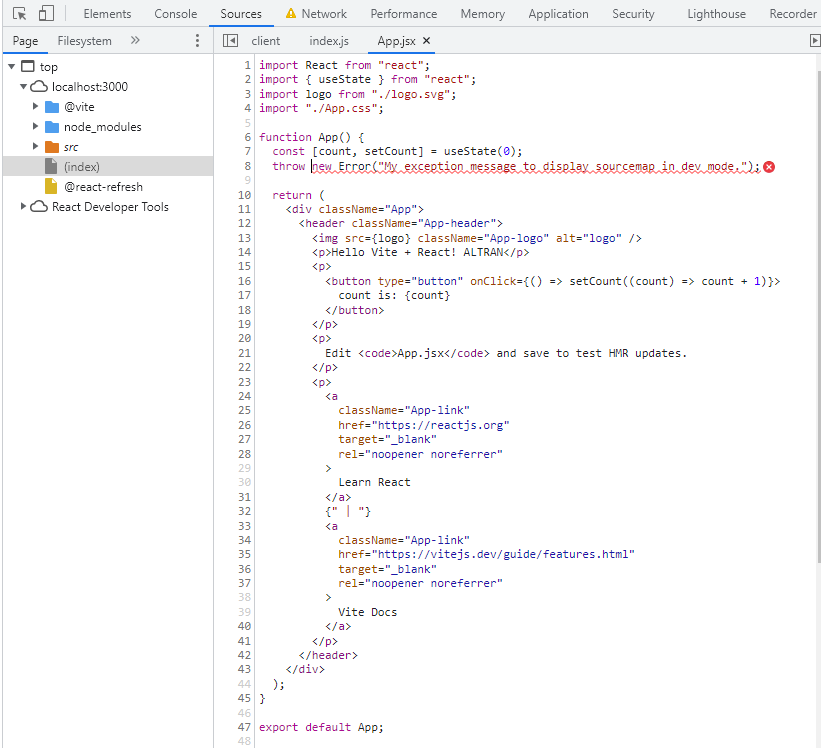 Elements Console Sources Network Performance Memory Application Security Lighthouse Recorder
Page Filesystem » client index.js App.jsx ×
top
localhost:3000
@vite
node_modules
src
(index)
@react-refresh
React Developer Tools
1 import React from "react";
2 import { useState } from "react";
3 import logo from "./logo.svg";
4 import "./App.css";
5
6 function App() {
7 const [count, setCount] = useState(0);
8 throw new Error("My exception message to display sourcemap in dev mode.");
9
10 return (
11 <div className="App">
12 <header className="App-header">
13 <img src={logo} className="App-logo" alt="logo" />
14 <p>Hello Vite + React! ALTRAN</p>
15 <p>
16 <button type="button" onClick={() => setCount((count) => count + 1)}>
17 count is: {count}
18 </button>
19 </p>
20 <p>
21 Edit <code>App.jsx</code> and save to test HMR updates.
22 </p>
23 <p>
24 <a
25 className="App-link"
26 href="https://reactjs.org"
27 target="_blank"
28 rel="noopener noreferrer"
29 >
30 Learn React
31 </a>
32 {" | "}
33 <a
34 className="App-link"
35 href="https://vitejs.dev/guide/features.html"
36 target="_blank"
37 rel="noopener noreferrer"
38 >
39 Vite Docs
40 </a>
41 </p>
42 </header>
43 </div>
44 );
45 }
46
47 export default App;
48